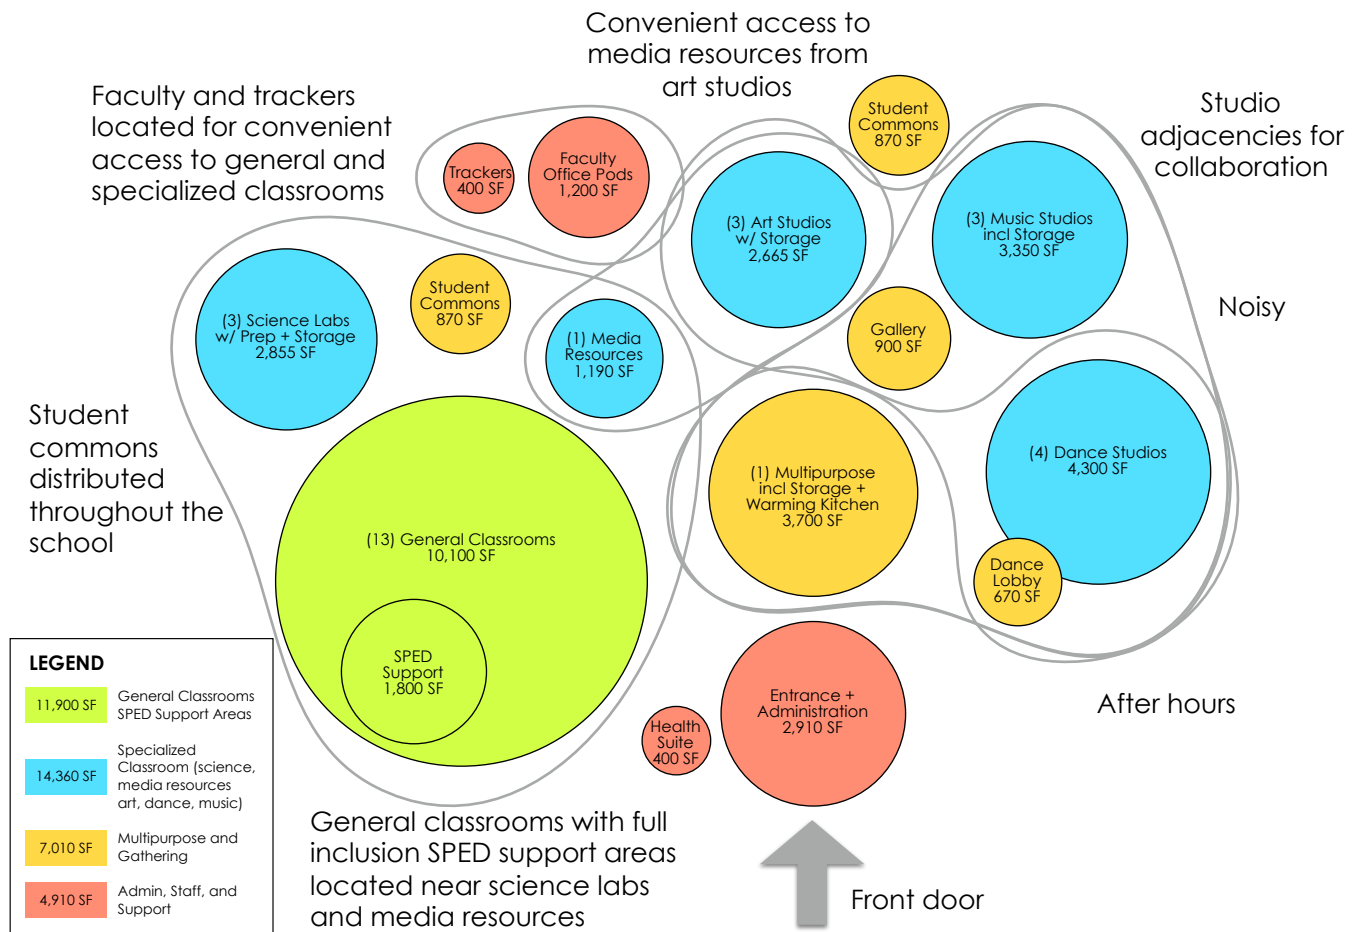 Convenient access to
media resources from
art studios
Faculty and trackers
located for convenient
access to general and
specialized classrooms
Studio
adjacencies for
collaboration
Student
Commons
870 SF
Trackers
400 SF
Faculty
Office Pods
1,200 SF
(3) Art Studios
w/ Storage
2,665 SF
(3) Music Studios
incl Storage
3,350 SF
Student
Commons
870 SF
(3) Science Labs
w/ Prep + Storage
2,855 SF
(1) Media
Resources
1,190 SF
Gallery
900 SF
Noisy
Student
commons
distributed
throughout the
school
(1) Multipurpose
incl Storage +
Warming Kitchen
3,700 SF
(4) Dance Studios
4,300 SF
(13) General Classrooms
10,100 SF
Dance
Lobby
670 SF
SPED
Support
1,800 SF
Entrance +
Administration
2,910 SF
Health
Suite
400 SF
After hours
LEGEND
11,900 SF
General Classrooms
SPED Support Areas
14,360 SF
Specialized
Classroom (science,
media resources
art, dance, music)
7,010 SF
Multipurpose and
Gathering
4,910 SF
Admin, Staff, and
Support
General classrooms with full
inclusion SPED support areas
located near science labs
and media resources
Front door